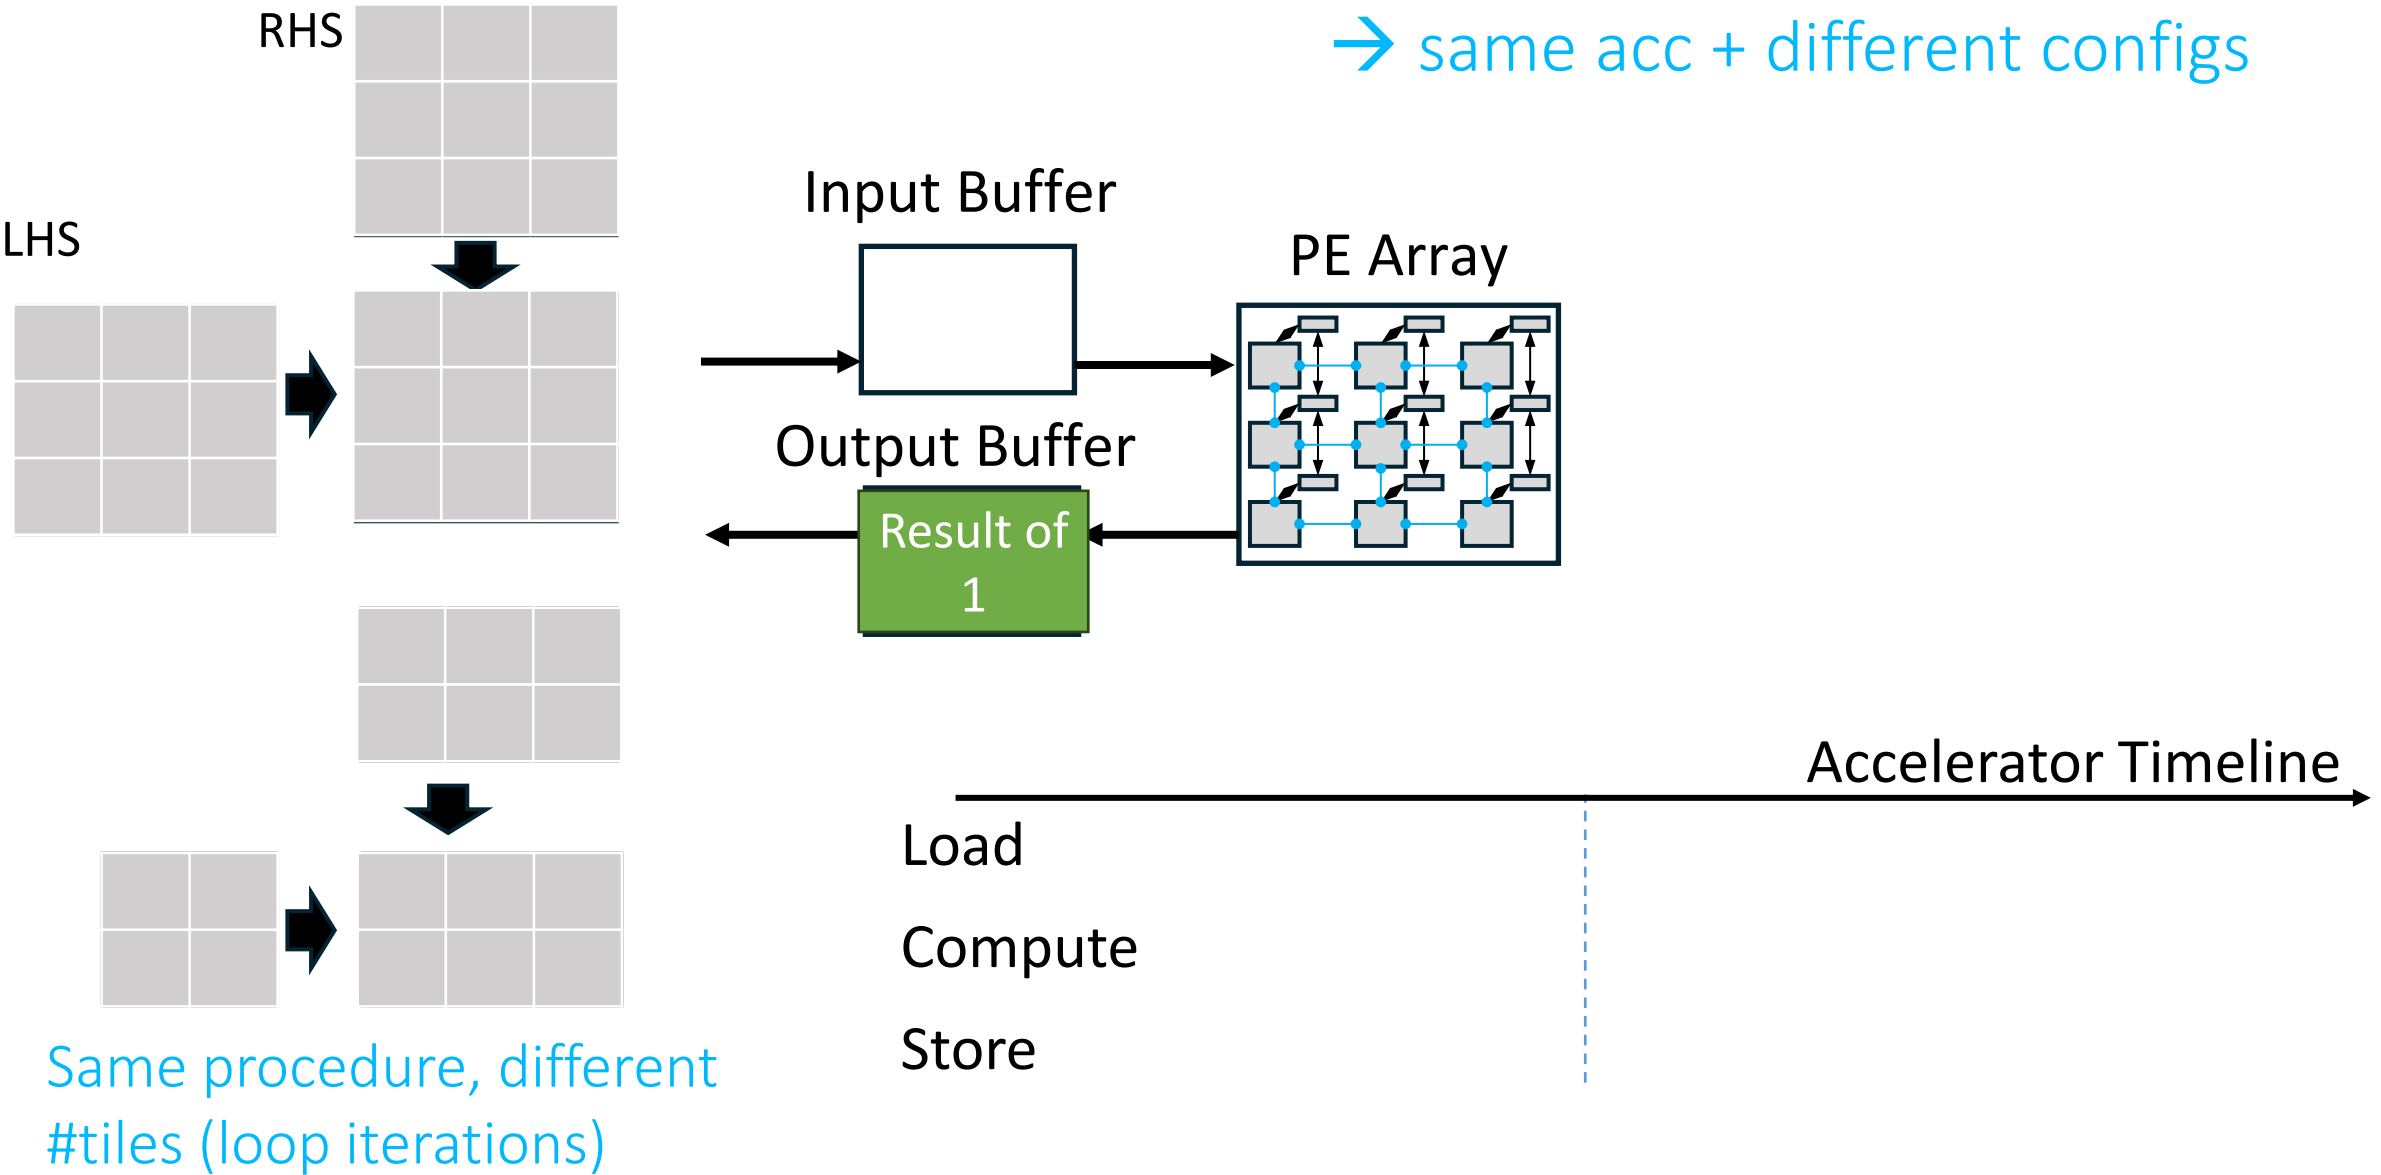 RHS
→ same acc + different configs
LHS
Input Buffer
PE Array
Output Buffer
Result of
1
Accelerator Timeline
Load
Compute
Store
Same procedure, different
#tiles (loop iterations)